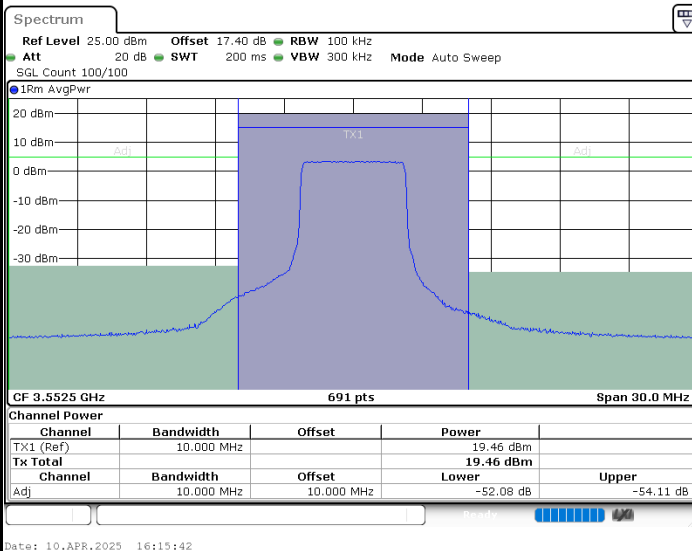 Spectrum
Ref Level 25.00 dBm Offset 17.40 dB RBW 100 kHz
Att 20 dB SWT 200 ms VBW 300 kHz Mode Auto Sweep
SGL Count 100/100
1Rm AvgPwr
20 dBm
TX1
10 dBm
Adj Adj
0 dBm
-10 dBm
-20 dBm
-30 dBm
CF 3.5525 GHz 691 pts Span 30.0 MHz
Channel Power
Channel Bandwidth Offset Power
TX1 (Ref) 10.000 MHz 19.46 dBm
Tx Total 19.46 dBm
Channel Bandwidth Offset Lower Upper
Adj 10.000 MHz 10.000 MHz -52.08 dB -54.11 dB
Ready
Date: 10.APR.2025 16:15:42